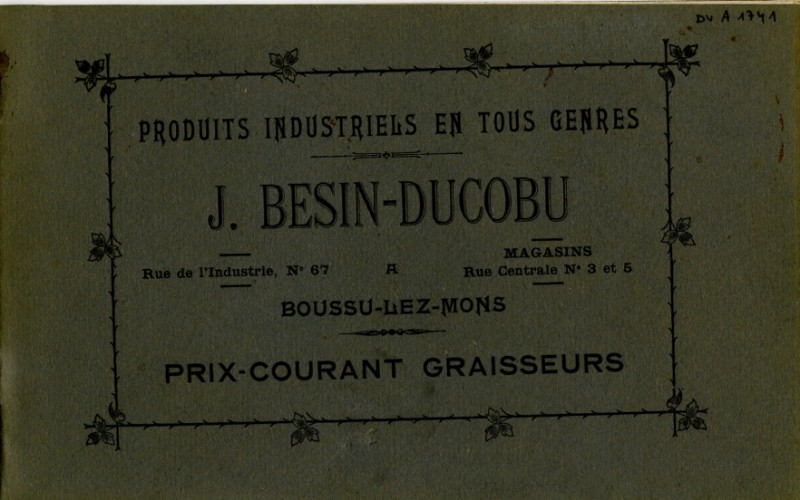 DU A 1741
PRODUITS INDUSTRIELS EN TOUS GENRES
J. BESIN-DUCOBU
Rue de l'Industrie, N° 67
A
MAGASINS
Rue Centrale N° 3 et 5
BOUSSU-LEZ-MONS
PRIX-COURANT GRAISSEURS